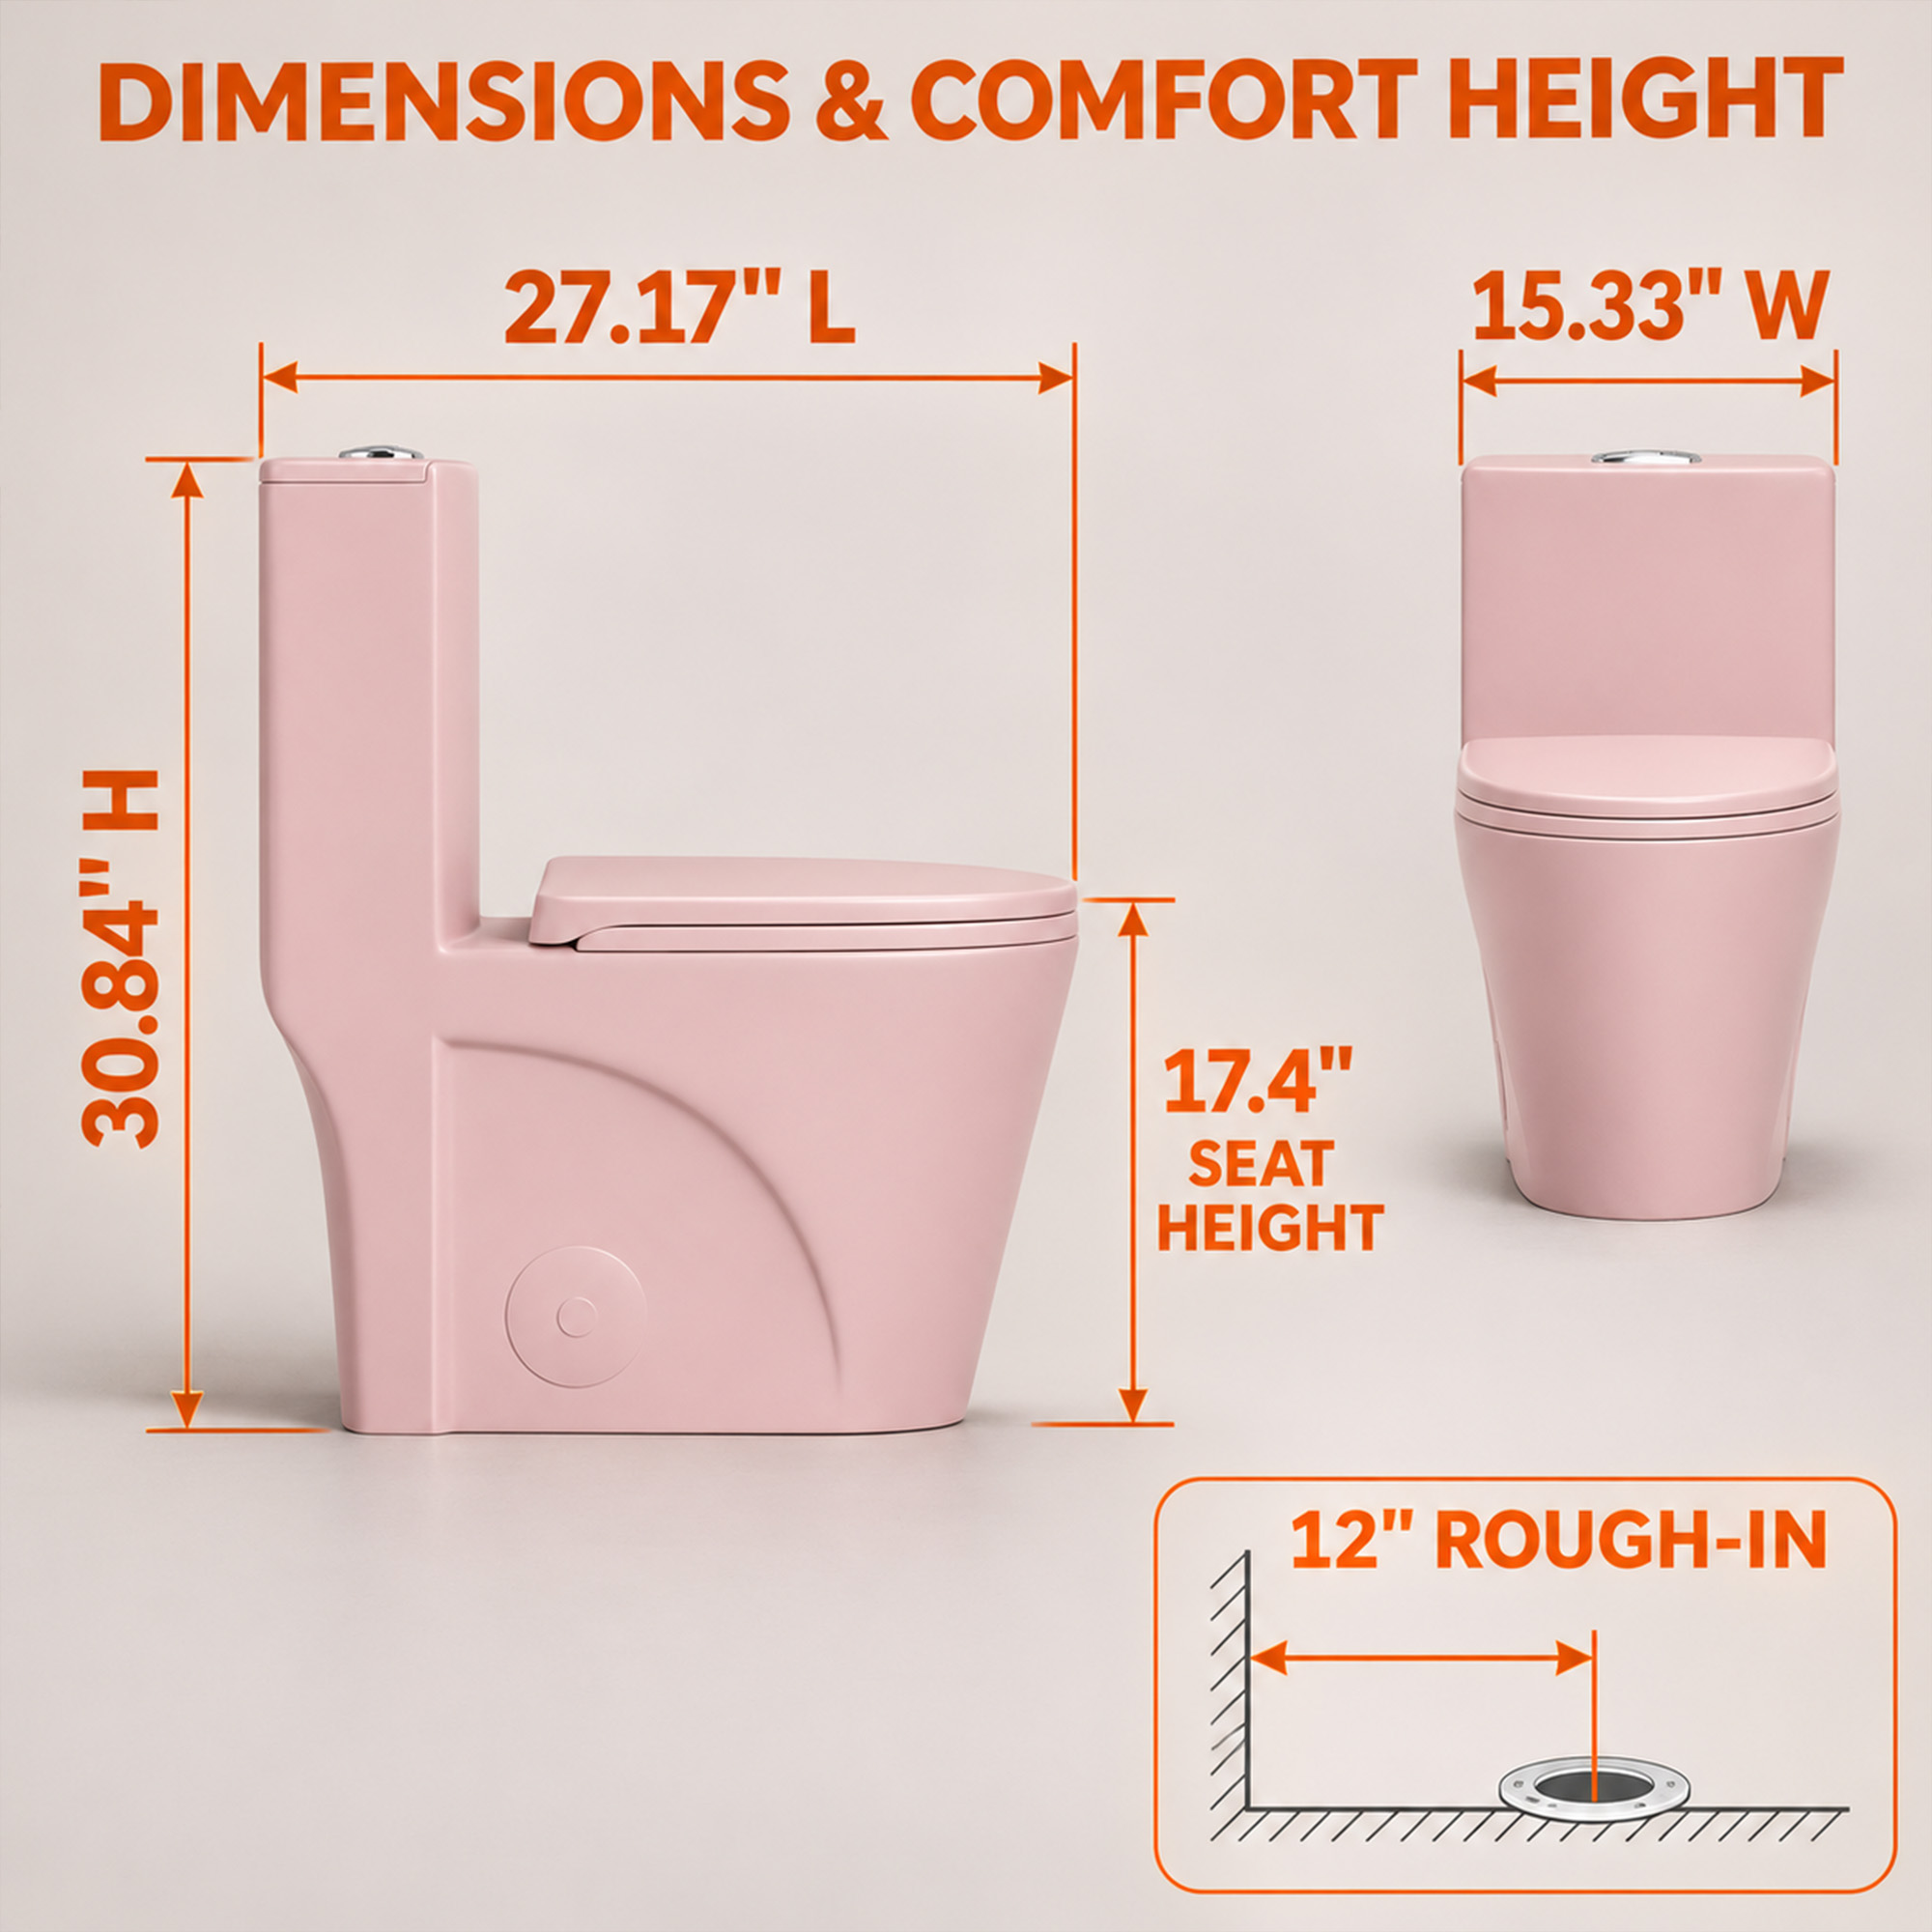 DIMENSIONS & COMFORT HEIGHT
27.17" L
15.33" W
30.84" H
17.4"
SEAT
HEIGHT
12" ROUGH-IN